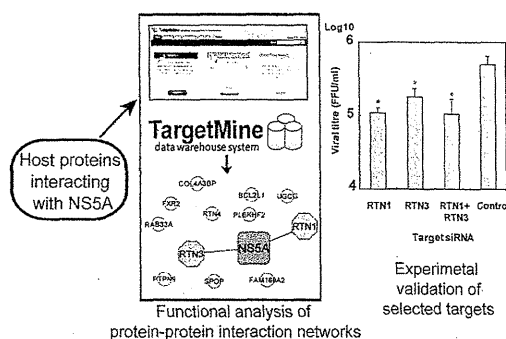 Host proteins
interacting
with NS5A
TargetMine
data warehouse system
COL4A3BP
BCL2L1
UGCG
FXR2
RTN4
PLEKHF2
RAB33A
RTN1
RTN3
NS5A
PTPN9
SPOP
FAM168A2
Functional analysis of
protein-protein interaction networks
Log10
Viral titre (FFU/ml)
6
5
4
*
*
*
RTN1
RTN3
RTN1+
RTN3
Control
TargetsiRNA
Experimetal
validation of
selected targets